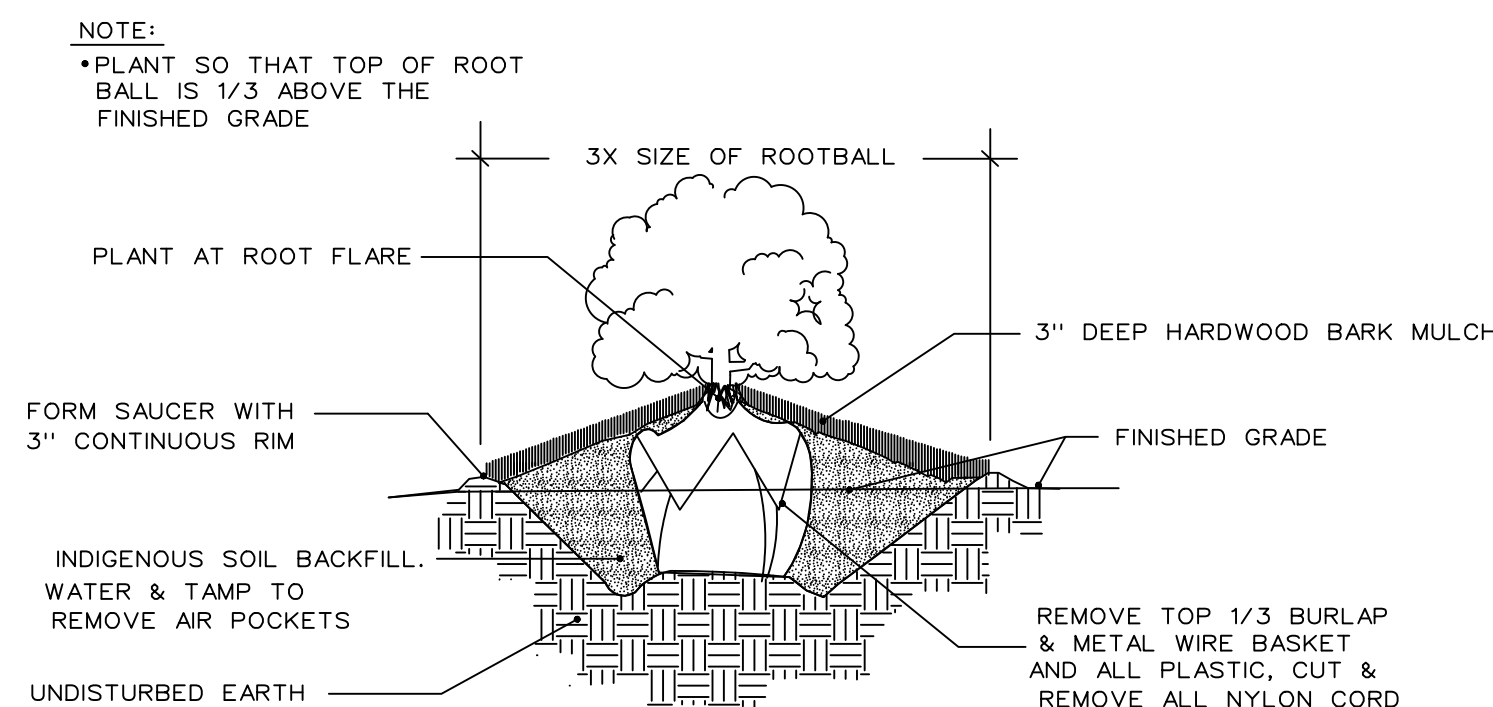 NOTE:
•PLANT SO THAT TOP OF ROOT
BALL IS 1/3 ABOVE THE
FINISHED GRADE
3X SIZE OF ROOTBALL
PLANT AT ROOT FLARE
3" DEEP HARDWOOD BARK MULCH
FORM SAUCER WITH
3" CONTINUOUS RIM
FINISHED GRADE
INDIGENOUS SOIL BACKFILL.
WATER & TAMP TO
REMOVE AIR POCKETS
REMOVE TOP 1/3 BURLAP
& METAL WIRE BASKET
AND ALL PLASTIC, CUT &
REMOVE ALL NYLON CORD
UNDISTURBED EARTH